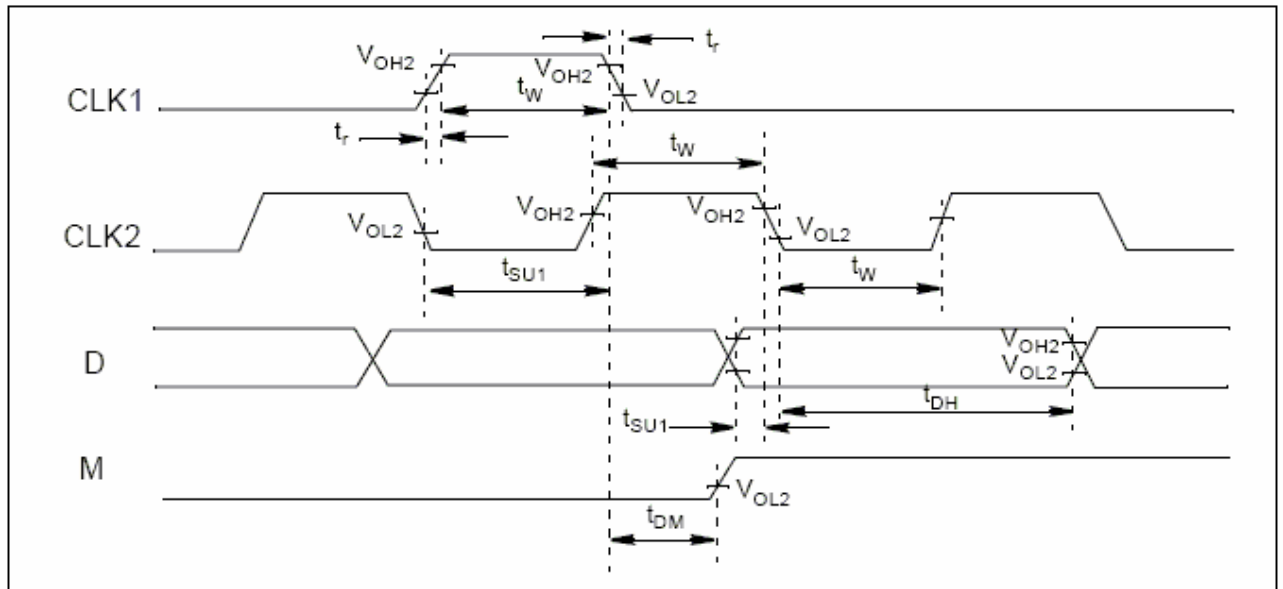 t_r
V_OH2 V_OH2
CLK1 t_W V_OL2
t_r
t_W
V_OL2 V_OH2 V_OH2
CLK2 V_OL2
t_SU1 t_W
D V_OH2
V_OL2
t_DH
t_SU1
M
V_OL2
t_DM